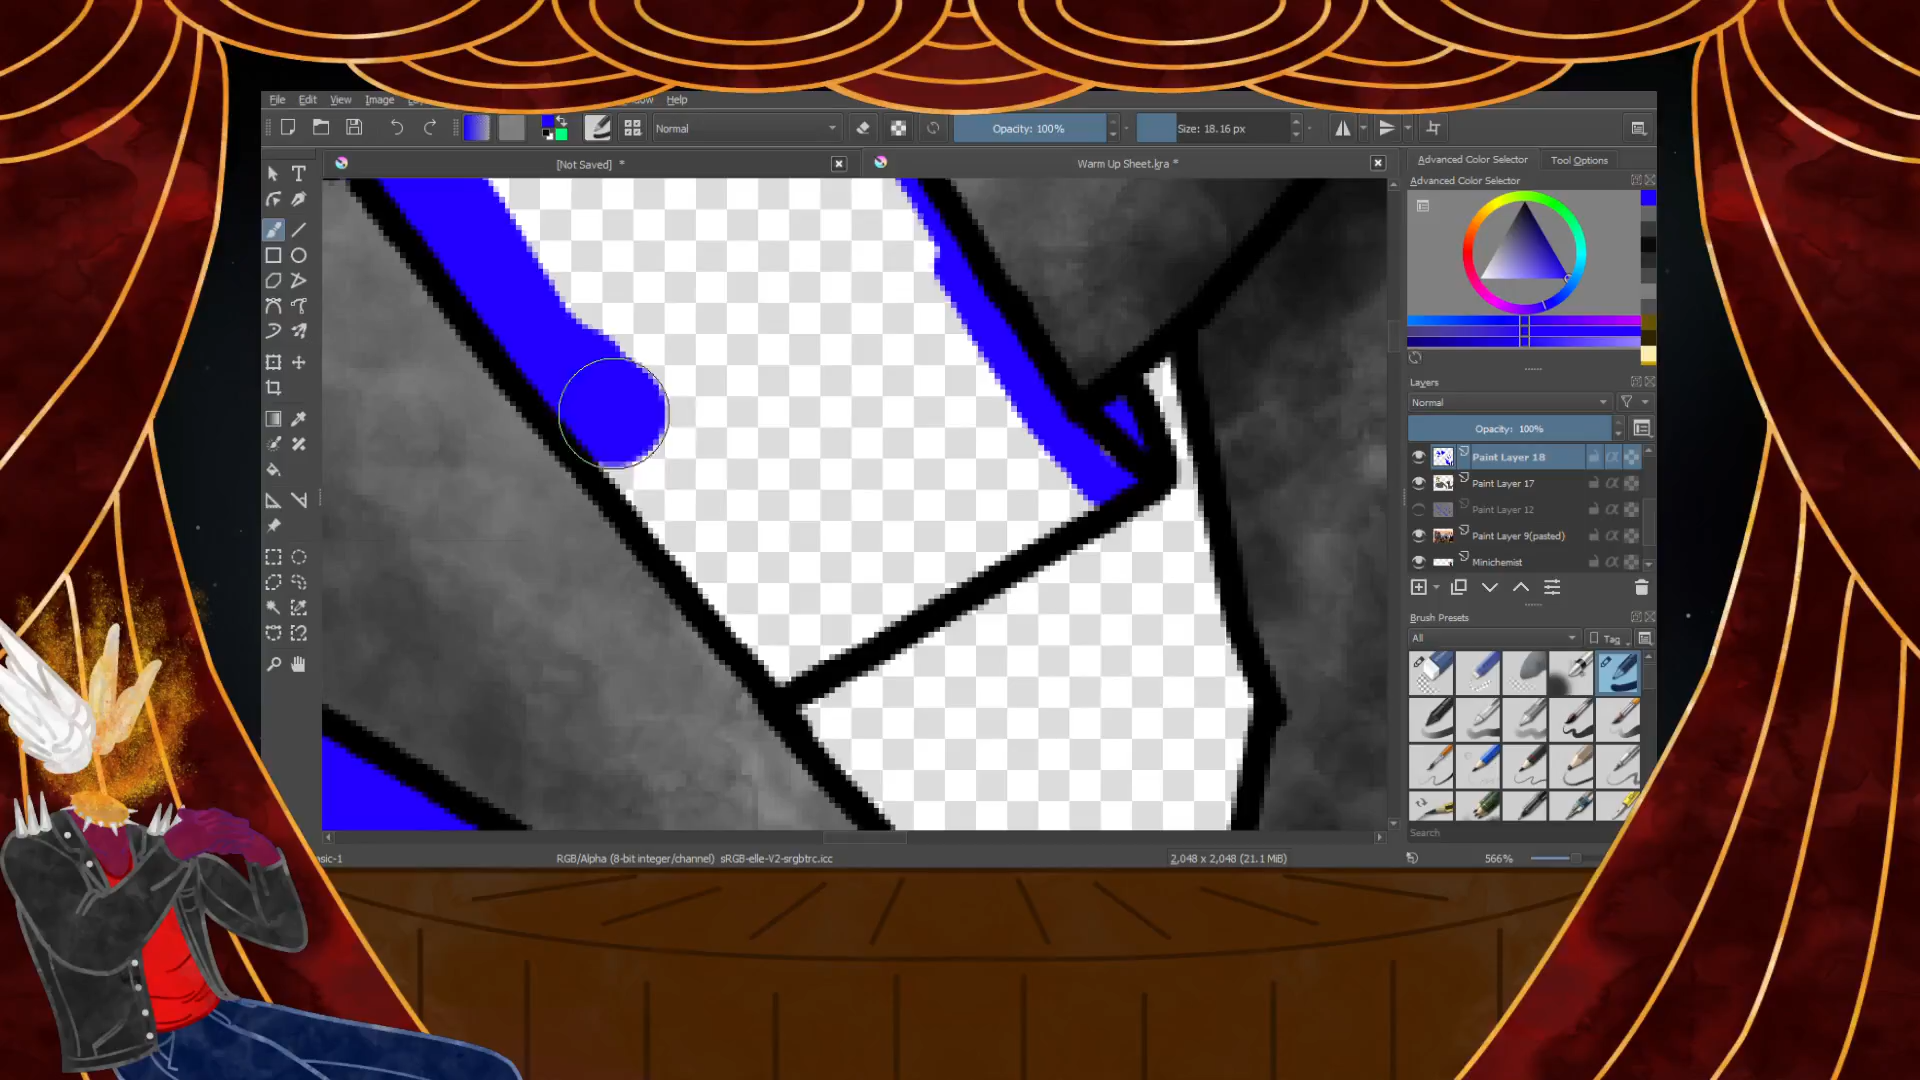 File Edit View Image Help
Normal
Opacity: 100%
Size: 18.16 px
[Not Saved] *
Warm Up Sheet.kra *
Advanced Color Selector
Tool Options
Advanced Color Selector
Layers
Normal
Opacity: 100%
Paint Layer 18
Paint Layer 17
Paint Layer 12
Paint Layer 9(pasted)
Minichemist
Brush Presets
All
Tag
Search
RGB/Alpha (8-bit integer/channel) sRGB-elle-V2-srgbtrc.icc
2,048 x 2,048 (21.1 MiB)
566%